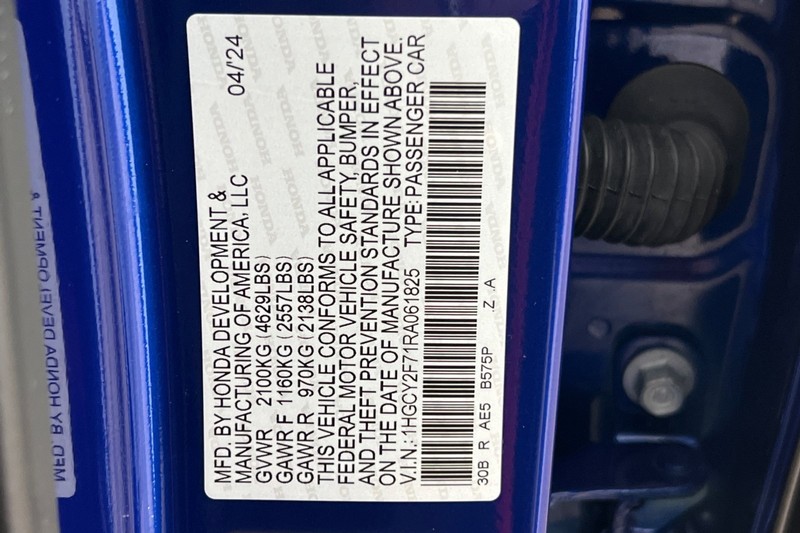 MFD. BY HONDA DEVELOPMENT & 04/'24
MANUFACTURING OF AMERICA, LLC
GVWR 2100KG (4629LBS)
GAWR F 1160KG (2557LBS)
GAWR R 970KG (2138LBS)
THIS VEHICLE CONFORMS TO ALL APPLICABLE
FEDERAL MOTOR VEHICLE SAFETY, BUMPER,
AND THEFT PREVENTION STANDARDS IN EFFECT
ON THE DATE OF MANUFACTURE SHOWN ABOVE.
V.I.N.:1HGCY2F71RA061825 TYPE:PASSENGER CAR
30B R AE5 B575P .Z .A
MFD. BY HONDA DEVELOPMENT &